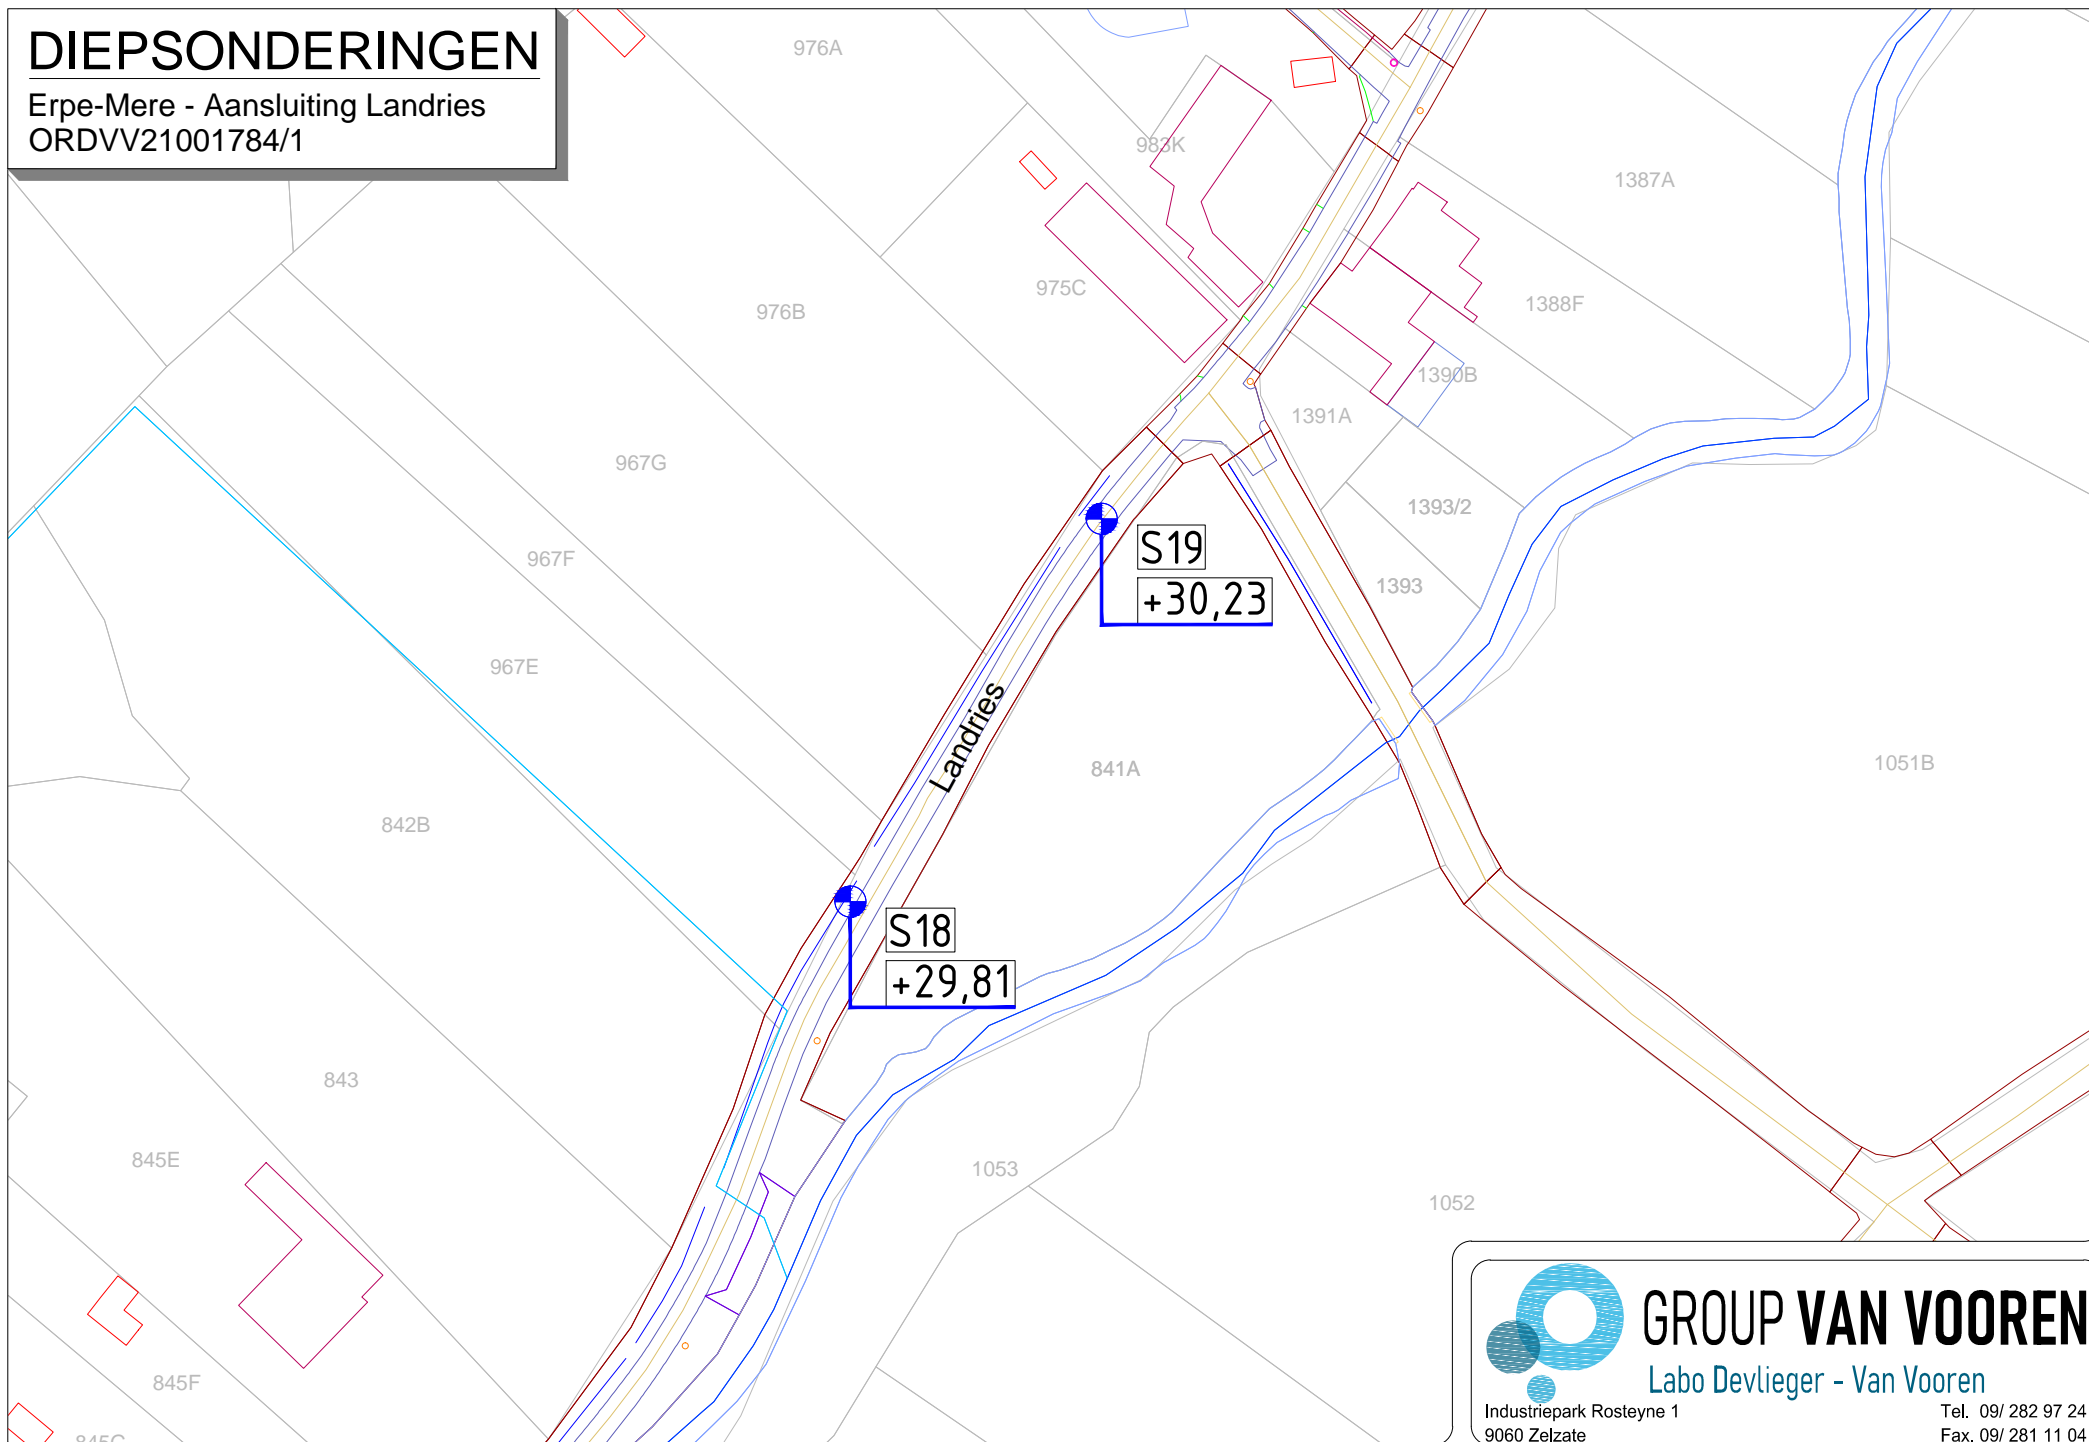 DIEPSONDERINGEN
Erpe-Mere - Aansluiting Landries
ORDVV21001784/1
976A
983K
1387A
975C
976B
1388F
1390B
1391A
967G
1393/2
S19
967F
1393
+30,23
967E
Landries
841A
1051B
842B
S18
+29,81
843
845E
1053
1052
845F
845C
GROUP VAN VOOREN
Labo Devlieger - Van Vooren
Industriepark Rosteyne 1
Tel. 09/ 282 97 24
9060 Zelzate
Fax. 09/ 281 11 04